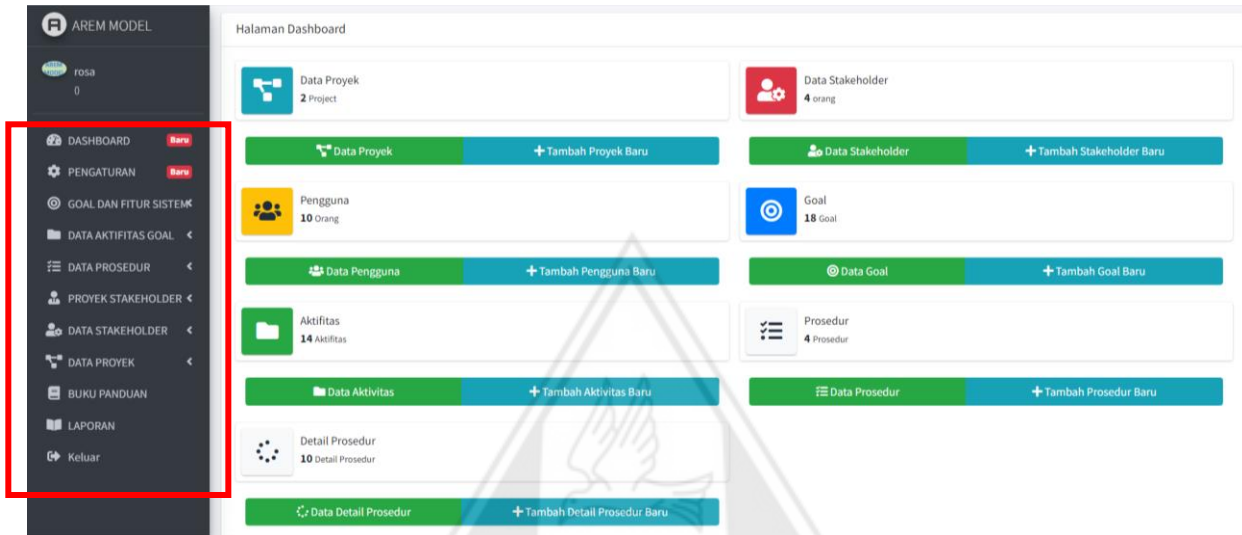 AREM MODEL
rosa
0
DASHBOARD Baru
PENGATURAN Baru
GOAL DAN FITUR SISTEM
DATA AKTIFITAS GOAL
DATA PROSEDUR
PROYEK STAKEHOLDER
DATA STAKEHOLDER
DATA PROYEK
BUKU PANDUAN
LAPORAN
Keluar
Halaman Dashboard
Data Proyek
2 Project
Data Proyek
Tambah Proyek Baru
Data Stakeholder
4 orang
Data Stakeholder
Tambah Stakeholder Baru
Pengguna
10 Orang
Data Pengguna
Tambah Pengguna Baru
Goal
18 Goal
Data Goal
Tambah Goal Baru
Aktifitas
14 Aktifitas
Data Aktivitas
Tambah Aktivitas Baru
Prosedur
4 Prosedur
Data Prosedur
Tambah Prosedur Baru
Detail Prosedur
10 Detail Prosedur
Data Detail Prosedur
Tambah Detail Prosedur Baru